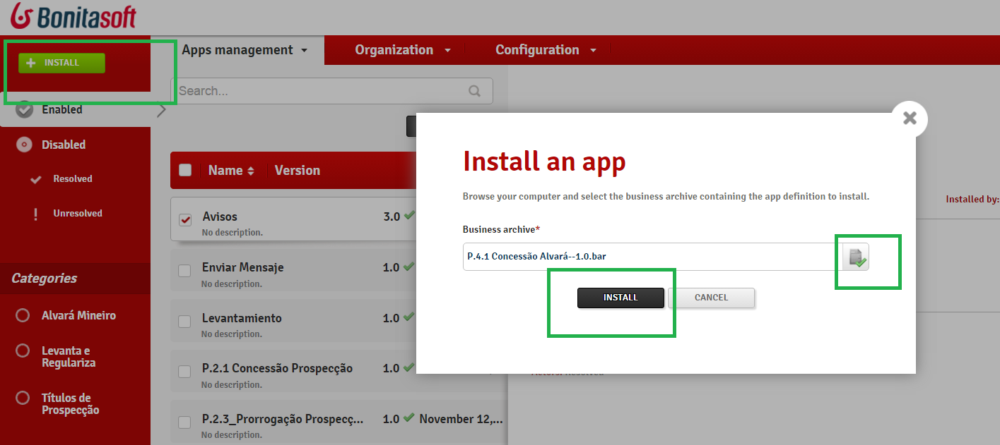 Bonitasoft
INSTALL
Apps management
Organization
Configuration
Search...
Enabled
Disabled
Resolved
Unresolved
Categories
Alvará Mineiro
Levanta e
Regulariza
Títulos de
Prospecção
Name
Version
Avisos 3.0
No description.
Enviar Mensaje 1.0
No description.
Levantamiento 1.0
No description.
P.2.1 Concessão Prospecção 1.0
No description.
P.2.3_Prorrogação Prospecç... 1.0 November 12,...
No description.
Install an app
Browse your computer and select the business archive containing the app definition to install.
Business archive*
P.4.1 Concessão Alvará--1.0.bar
INSTALL
CANCEL
Installed by: